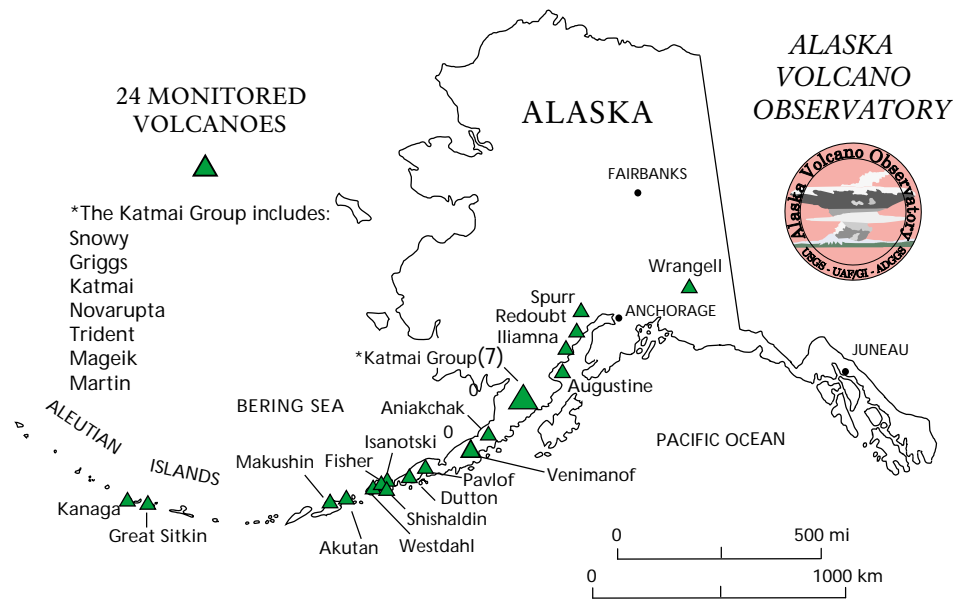 ALASKA
VOLCANO
OBSERVATORY
24 MONITORED
VOLCANOES
ALASKA
FAIRBANKS
Alaska Volcano Observatory
USGS - UAF/GI - ADGGS
*The Katmai Group includes:
Snowy
Griggs
Katmai
Novarupta
Trident
Mageik
Martin
Wrangell
Spurr
Redoubt
ANCHORAGE
Iliamna
*Katmai Group(7)
JUNEAU
Augustine
0
BERING SEA
Aniakchak
ALEUTIAN
ISLANDS
0
Isanotski
PACIFIC OCEAN
Makushin
Fisher
Venimanof
Pavlof
Dutton
Kanaga
Great Sitkin
Shishaldin
Akutan
Westdahl
0 500 mi
0 1000 km